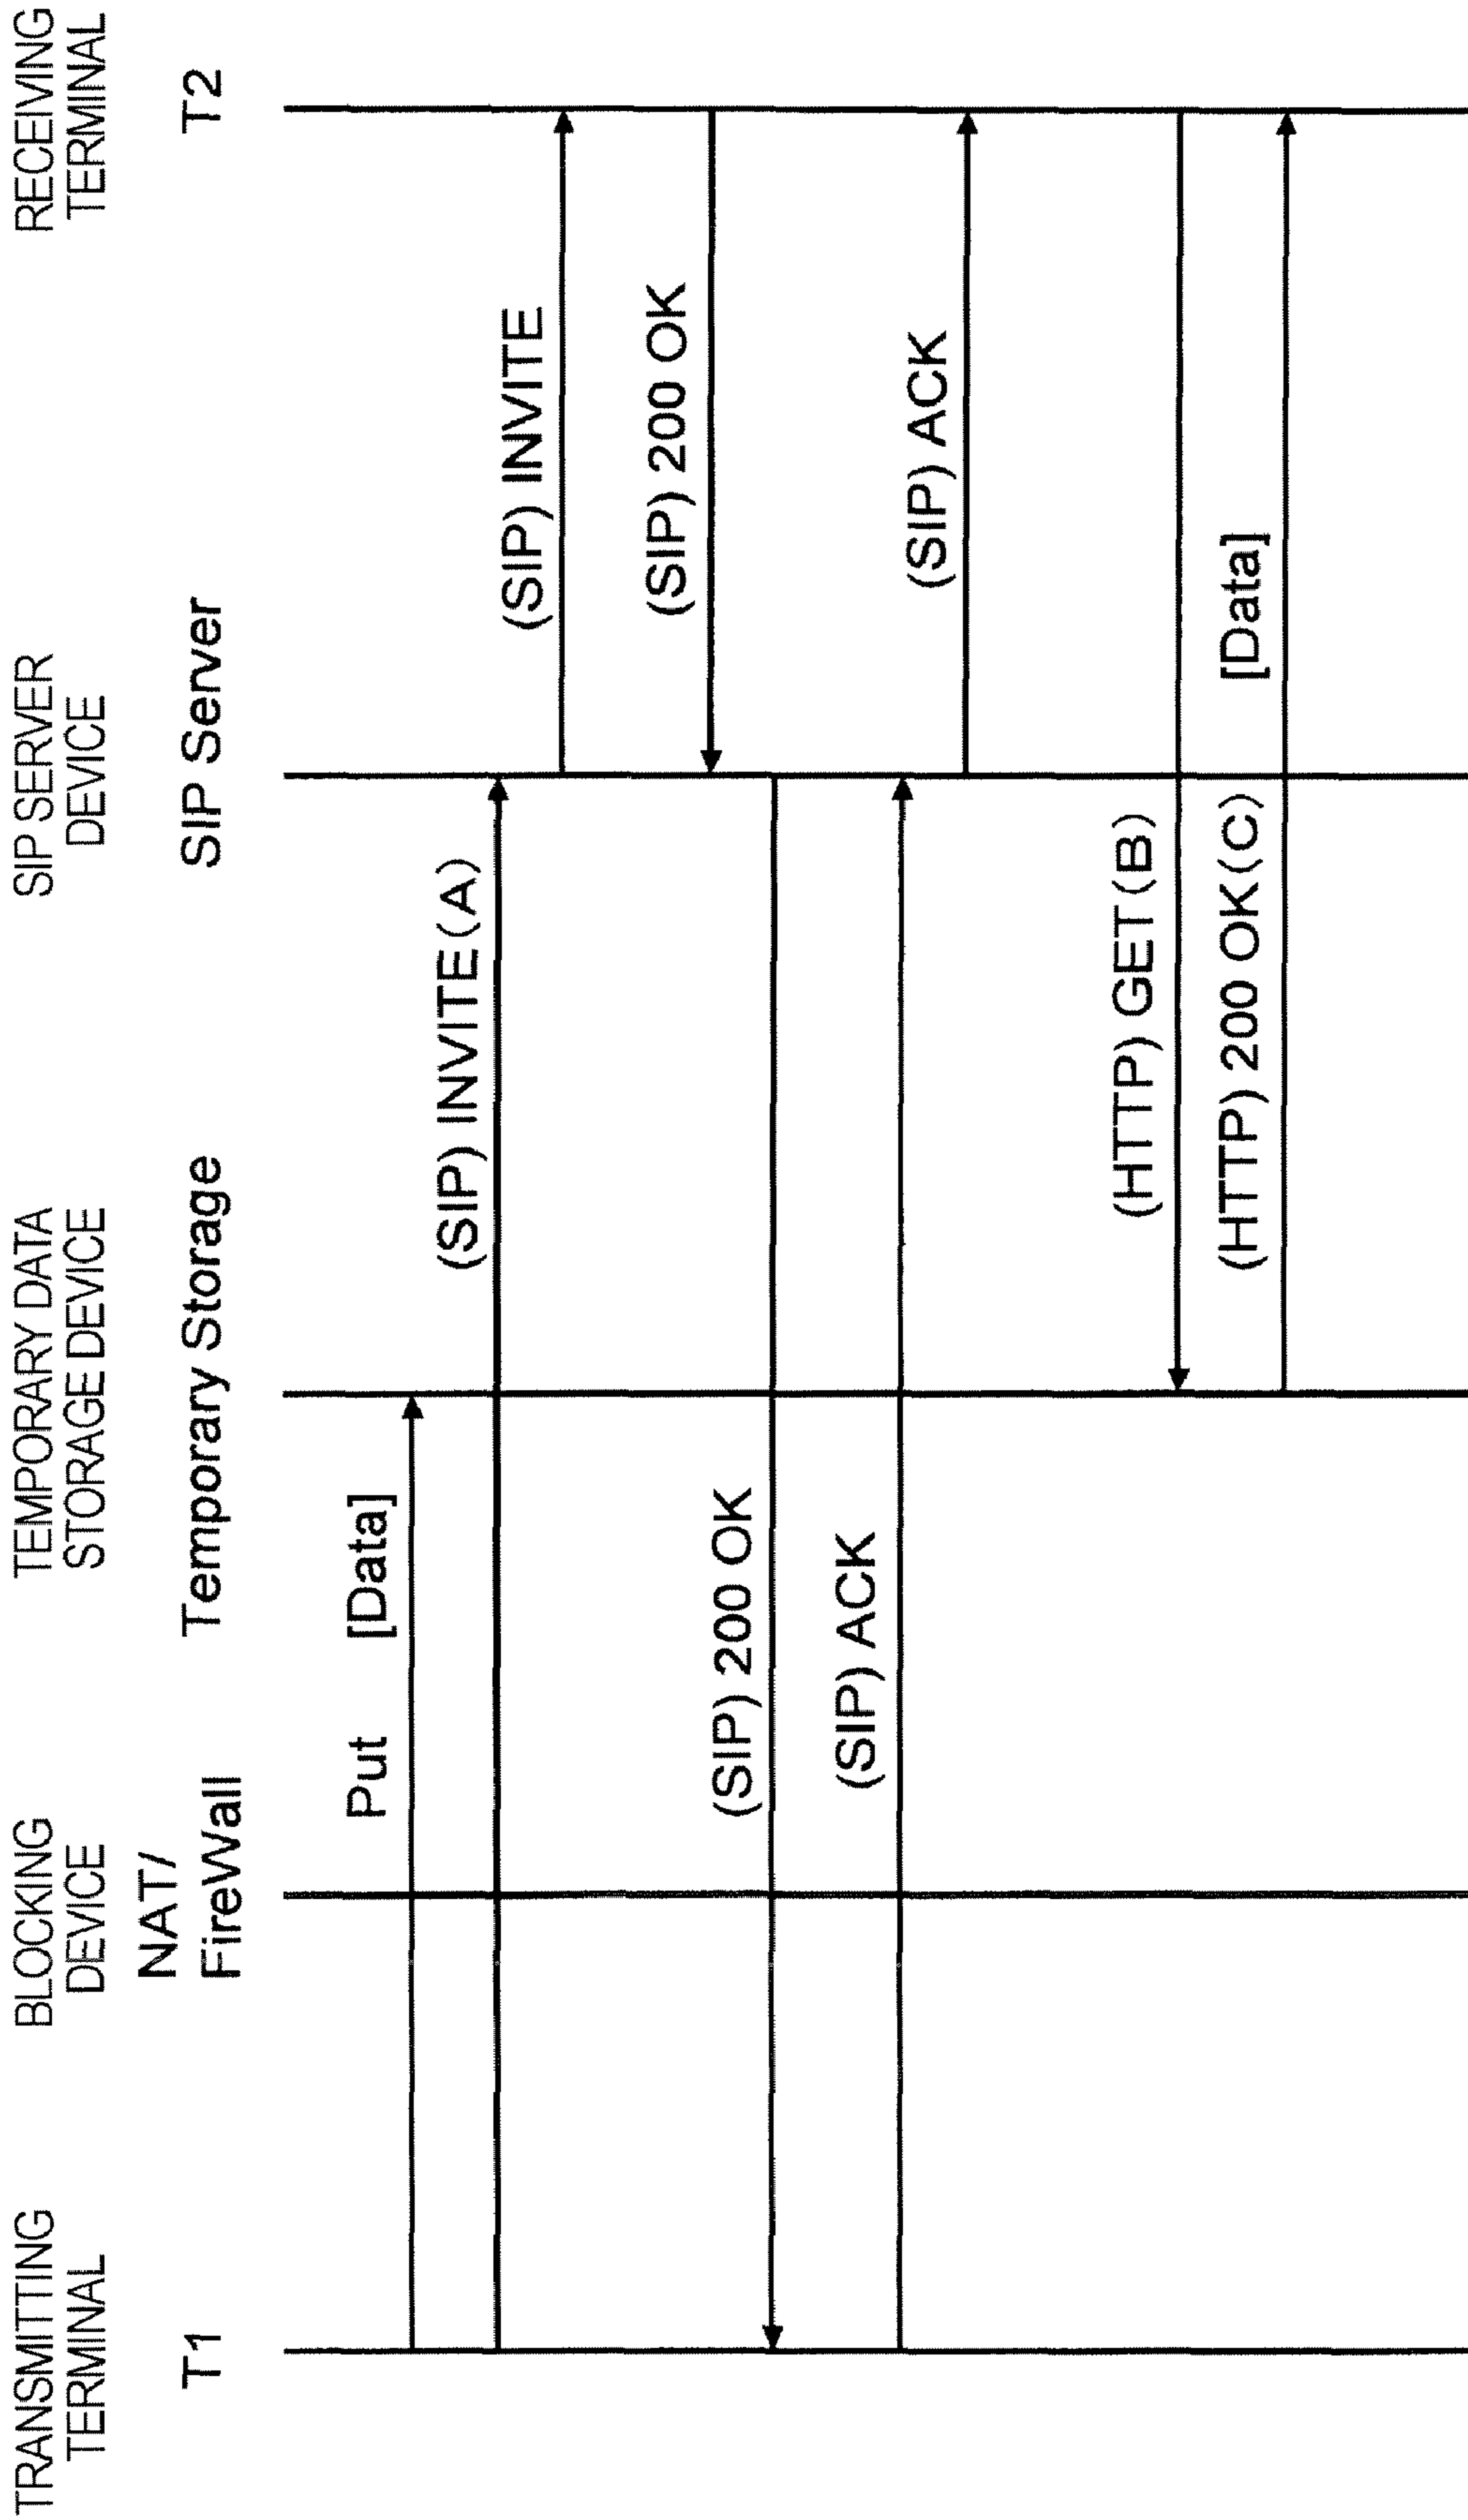 TRANSMITTING
TERMINAL
BLOCKING
DEVICE
TEMPORARY DATA
STORAGE DEVICE
SIP SERVER
DEVICE
RECEIVING
TERMINAL
T1
NAT/
FireWall
Temporary Storage
SIP Server
T2
Put [Data]
(SIP) INVITE(A)
(SIP) INVITE
(SIP) 200 OK
(SIP) 200 OK
(SIP) ACK
(SIP) ACK
(HTTP) GET(B)
(HTTP) 200 OK(C) [Data]